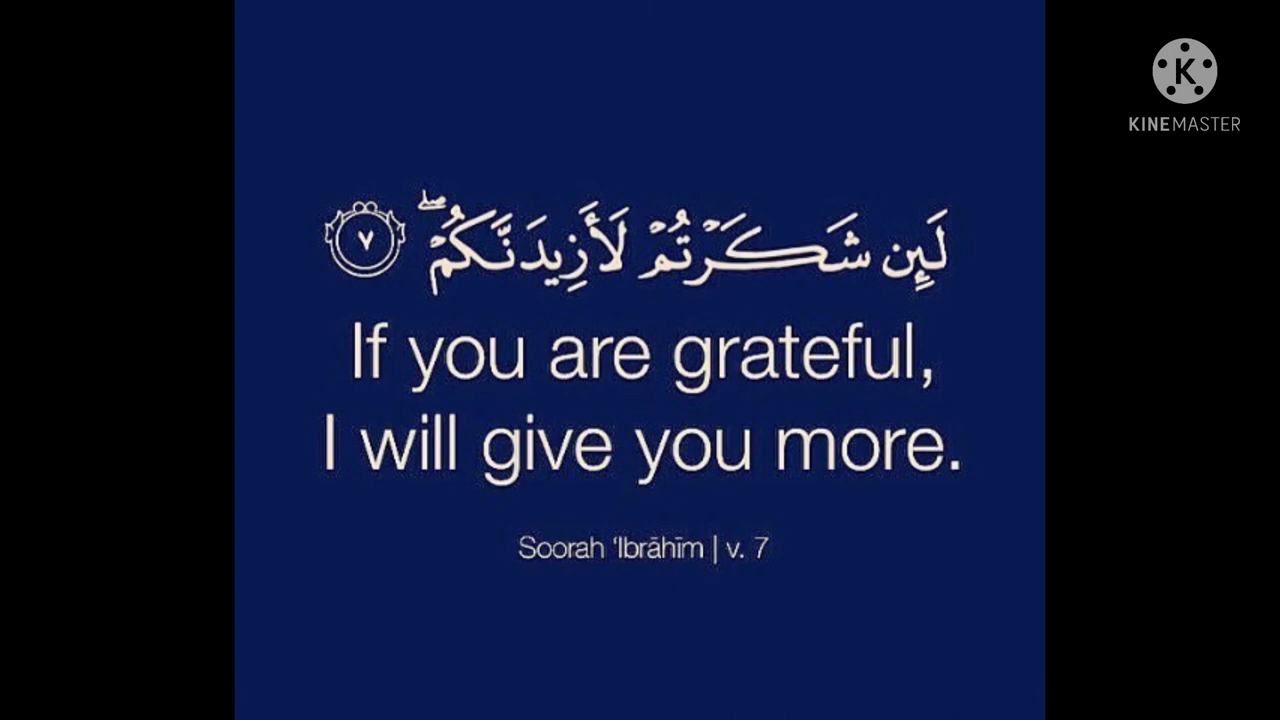 KINEMASTER
لَئِن شَكَرْتُمْ لَأَزِيدَنَّكُمْ ۖ ٧
If you are grateful,
I will give you more.
Soorah 'Ibrāhīm | v. 7